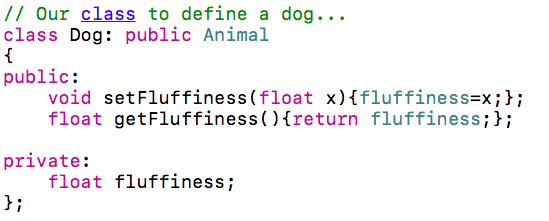 // Our class to define a dog...
class Dog: public Animal
{
public:
    void setFluffiness(float x){fluffiness=x;};
    float getFluffiness(){return fluffiness;};

private:
    float fluffiness;
};